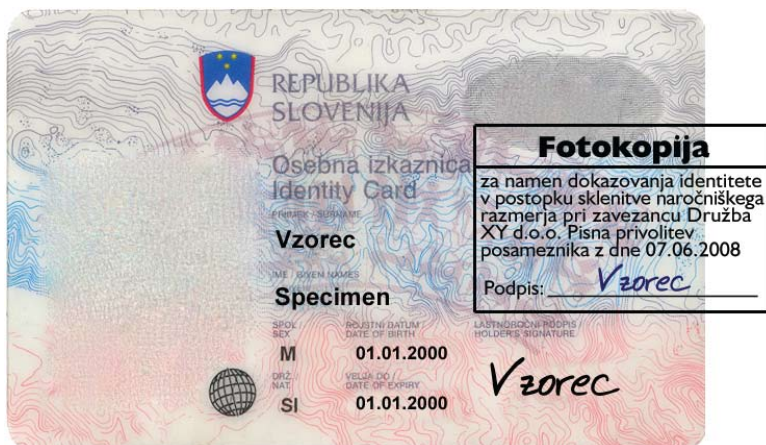 REPUBLIKA
SLOVENIJA
Osebna izkaznica
Identity Card
PRIIMEK / SURNAME
Vzorec
IME / GIVEN NAMES
Specimen
SPOL / SEX
ROJSTNI DATUM / DATE OF BIRTH
LASTNOROČNI PODPIS / HOLDER'S SIGNATURE
M
01.01.2000
DRŽ. / NAT.
VELJA DO / DATE OF EXPIRY
SI
01.01.2000
Vzorec
Fotokopija
za namen dokazovanja identitete
v postopku sklenitve naročniškega
razmerja pri zavezancu Družba
XY d.o.o. Pisna privolitev
posameznika z dne 07.06.2008
Podpis: Vzorec